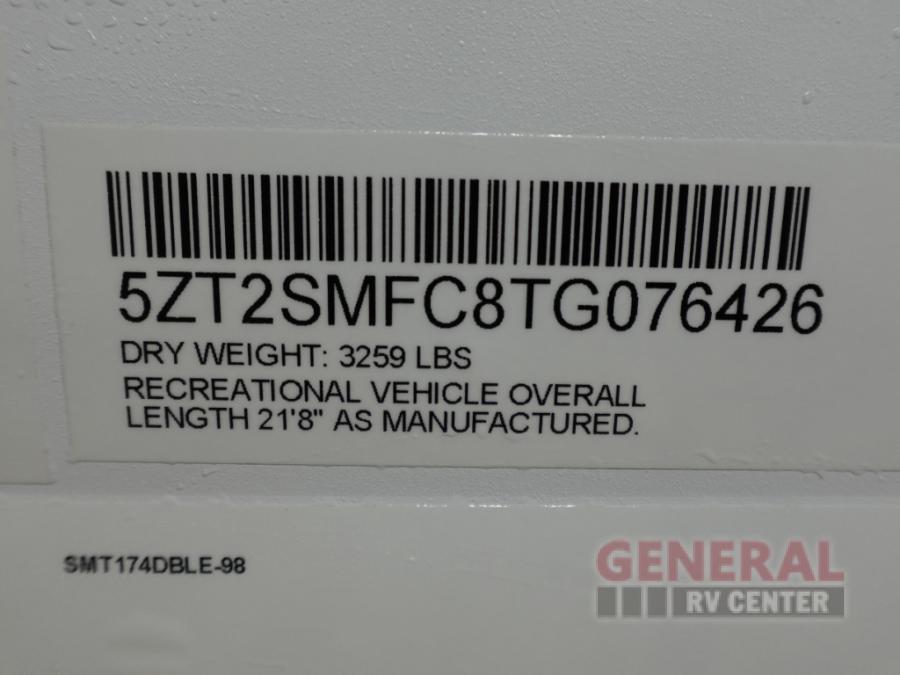 5ZT2SMFC8TG076426
DRY WEIGHT: 3259 LBS
RECREATIONAL VEHICLE OVERALL
LENGTH 21'8" AS MANUFACTURED.
SMT174DBLE-98
GENERAL
RV CENTER